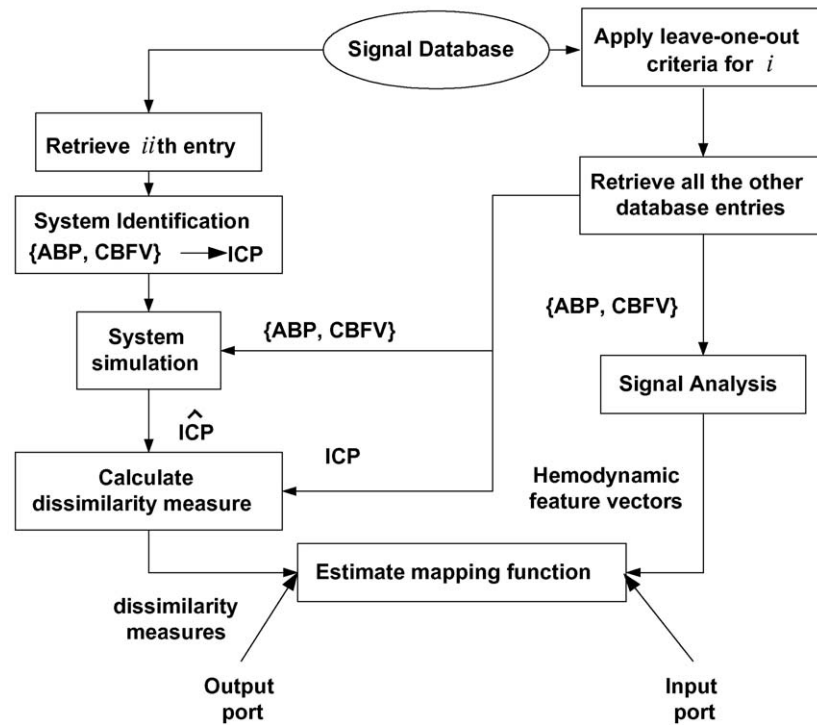 Signal Database
Apply leave-one-out
criteria for i
Retrieve iith entry
Retrieve all the other
database entries
System Identification
{ABP, CBFV} ICP
{ABP, CBFV}
{ABP, CBFV}
System
simulation
Signal Analysis
^
ICP
ICP
Calculate
dissimilarity measure
Hemodynamic
feature vectors
Estimate mapping function
dissimilarity
measures
Output
port
Input
port